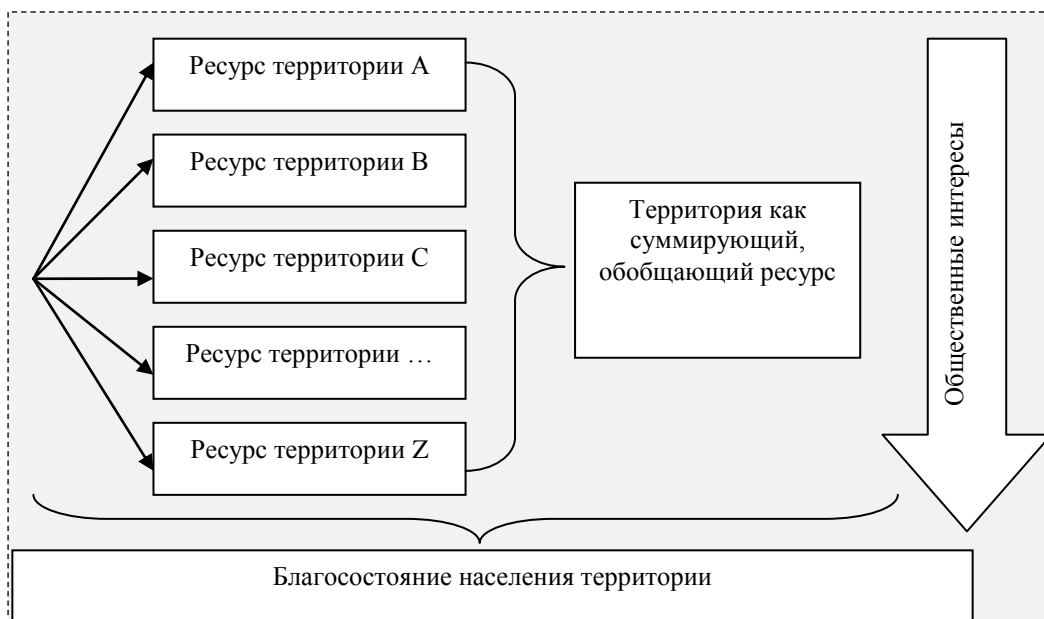 Ресурс территории A
Ресурс территории B
Ресурс территории C
Ресурс территории …
Ресурс территории Z
Территория как
суммирующий,
обобщающий ресурс
Общественные интересы
Благосостояние населения территории